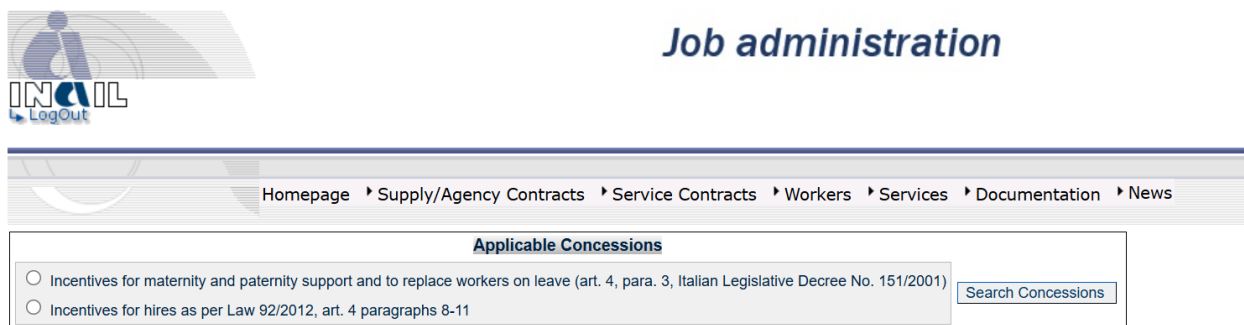 Job administration
INAIL
LogOut
Homepage Supply/Agency Contracts Service Contracts Workers Services Documentation News
Applicable Concessions
Incentives for maternity and paternity support and to replace workers on leave (art. 4, para. 3, Italian Legislative Decree No. 151/2001)
Search Concessions
Incentives for hires as per Law 92/2012, art. 4 paragraphs 8-11